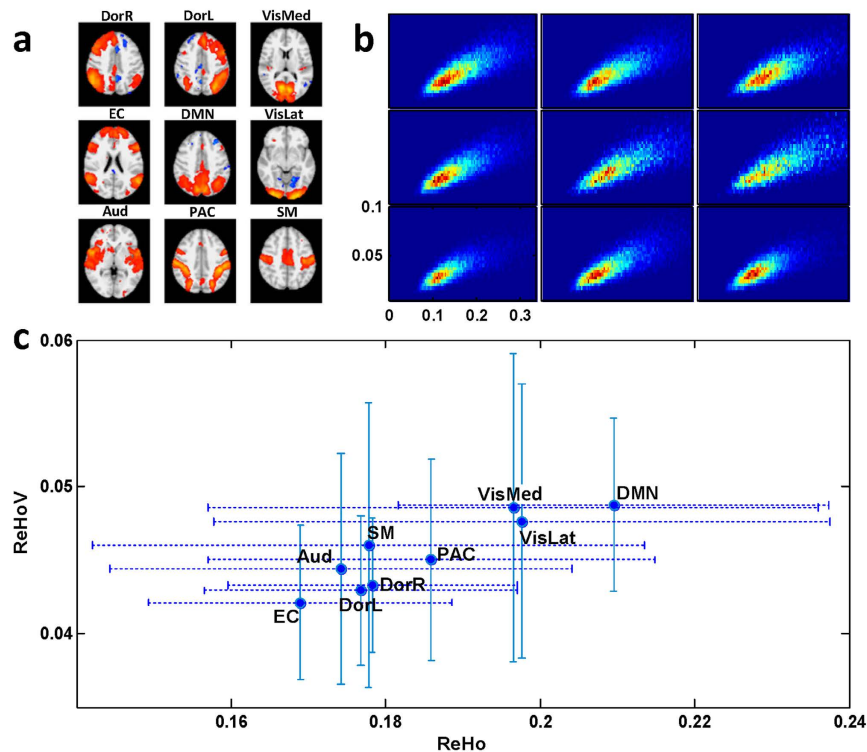 a
DorR DorL VisMed
EC DMN VisLat
Aud PAC SM
b
0.1
0.05
0 0.1 0.2 0.3
c
0.06
0.05
0.04
ReHoV
VisMed
DMN
VisLat
SM
Aud
PAC
DorR
DorL
EC
0.16 0.18 0.2 0.22 0.24
ReHo